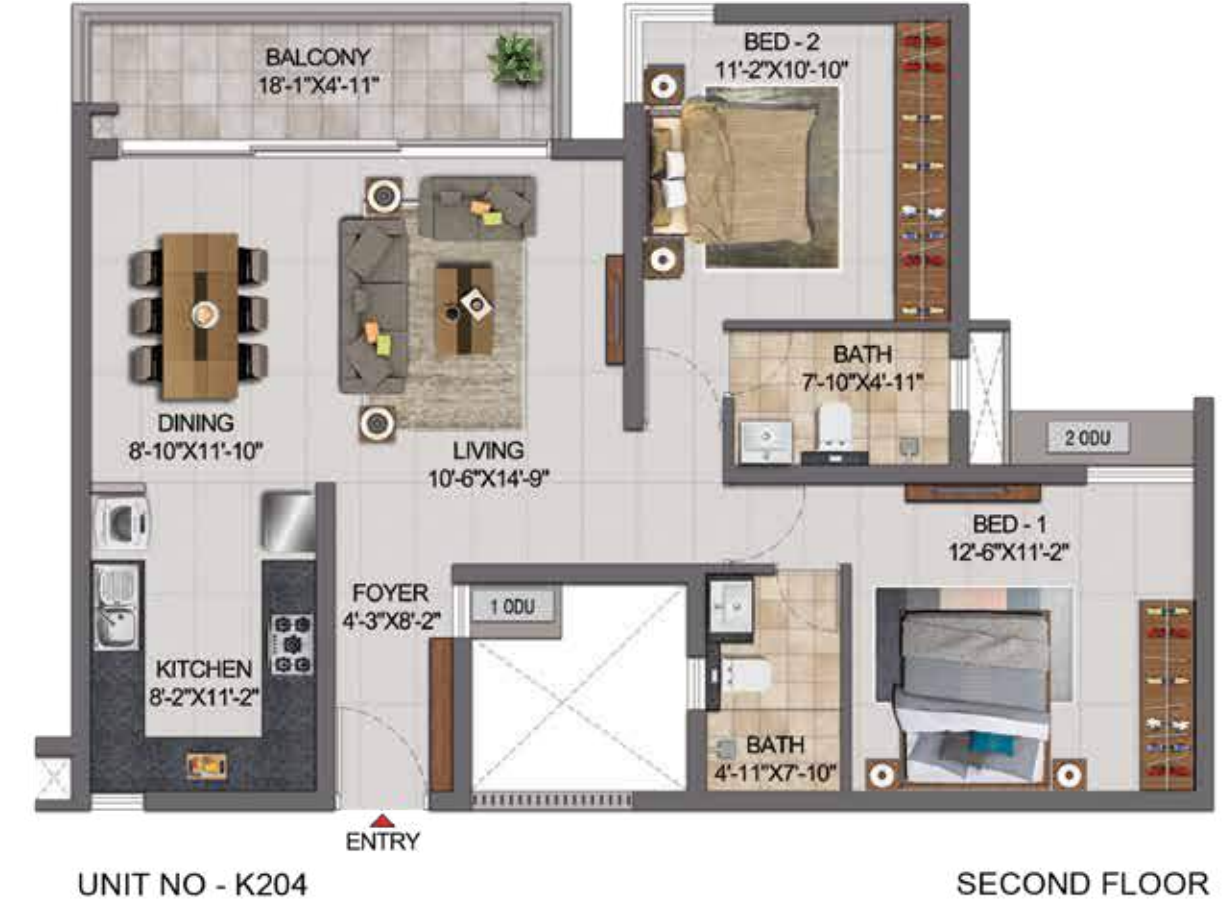 BALCONY
18'-1"X4'-11"
BED - 2
11'-2"X10'-10"
BATH
7'-10"X4'-11"
DINING
8'-10"X11'-10"
LIVING
10'-6"X14'-9"
2 ODU
BED - 1
12'-6"X11'-2"
FOYER
4'-3"X8'-2"
1 ODU
KITCHEN
8'-2"X11'-2"
BATH
4'-11"X7'-10"
ENTRY
UNIT NO - K204
SECOND FLOOR